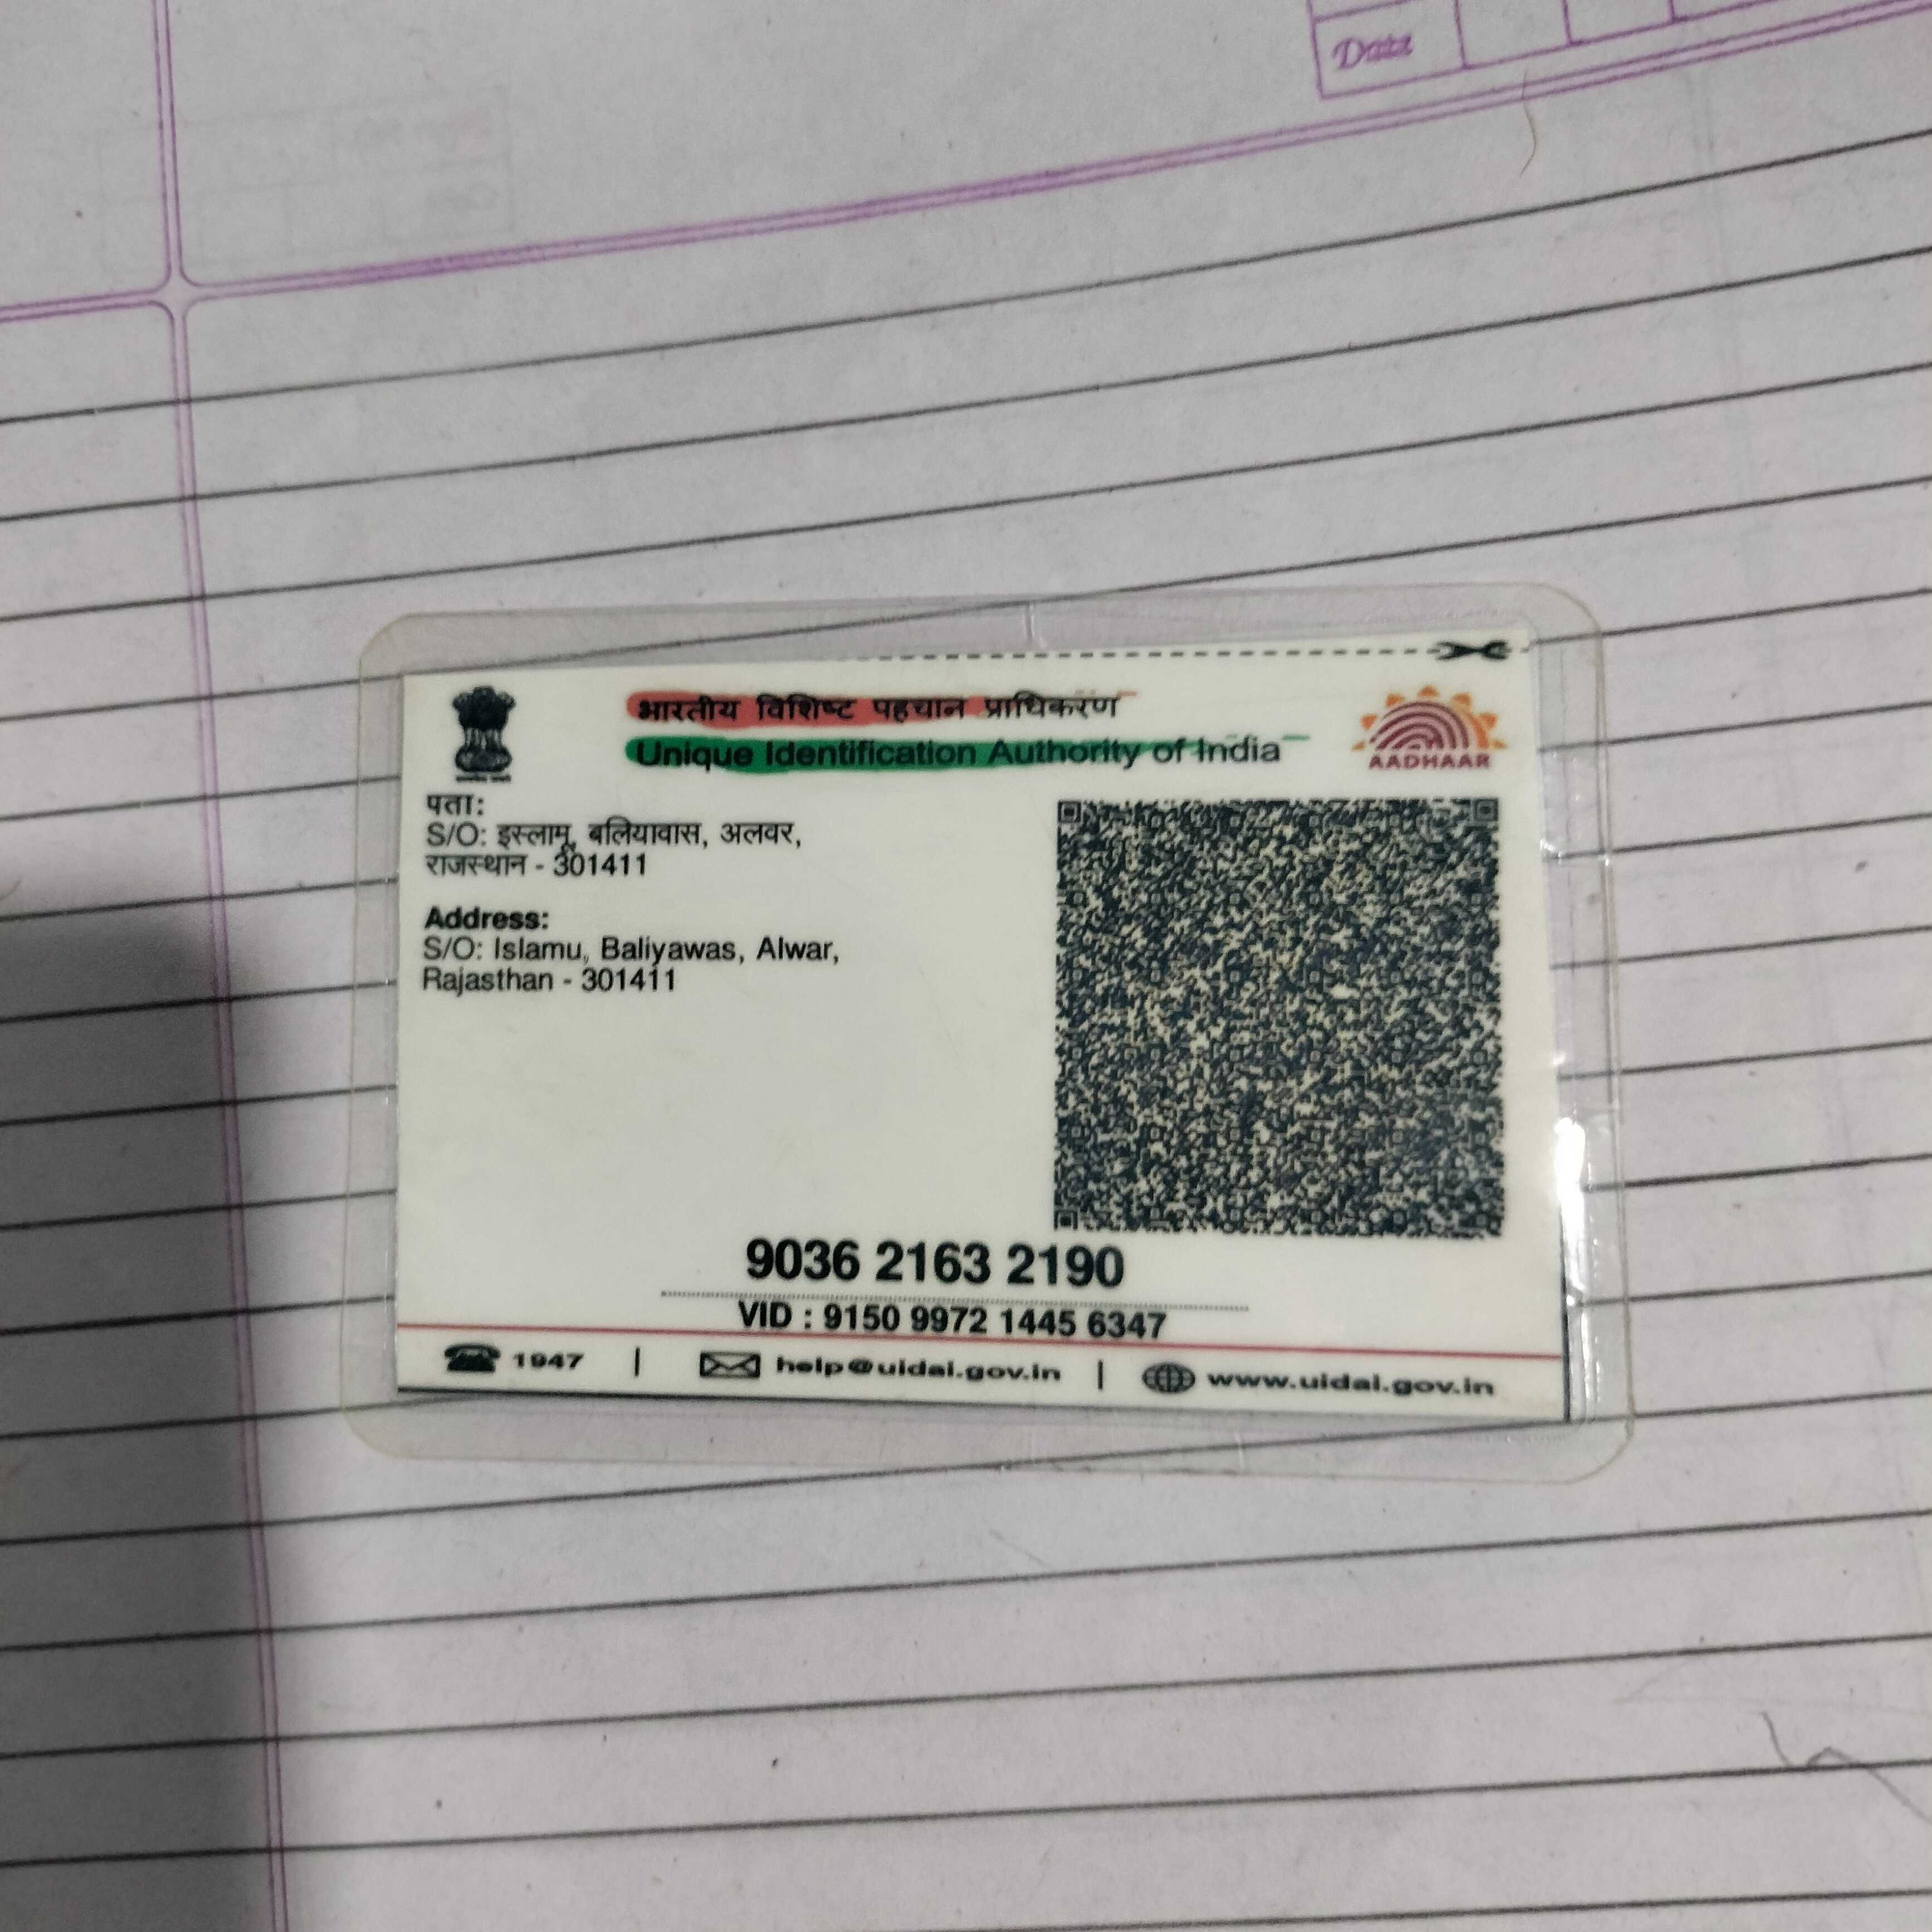 Date
भारतीय विशिष्ट पहचान प्राधिकरण
Unique Identification Authority of India
AADHAAR
पता:
S/O: इस्लामू, बलियावास, अलवर,
राजस्थान - 301411
Address:
S/O: Islamu, Baliyawas, Alwar,
Rajasthan - 301411
9036 2163 2190
VID : 9150 9972 1445 6347
1947 | help@uidai.gov.in | www.uidai.gov.in